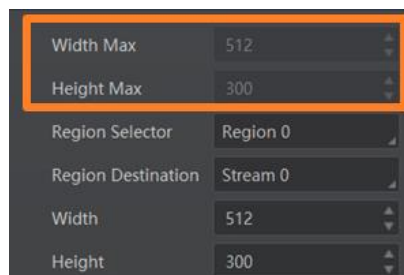 Width Max 512
Height Max 300
Region Selector Region 0
Region Destination Stream 0
Width 512
Height 300